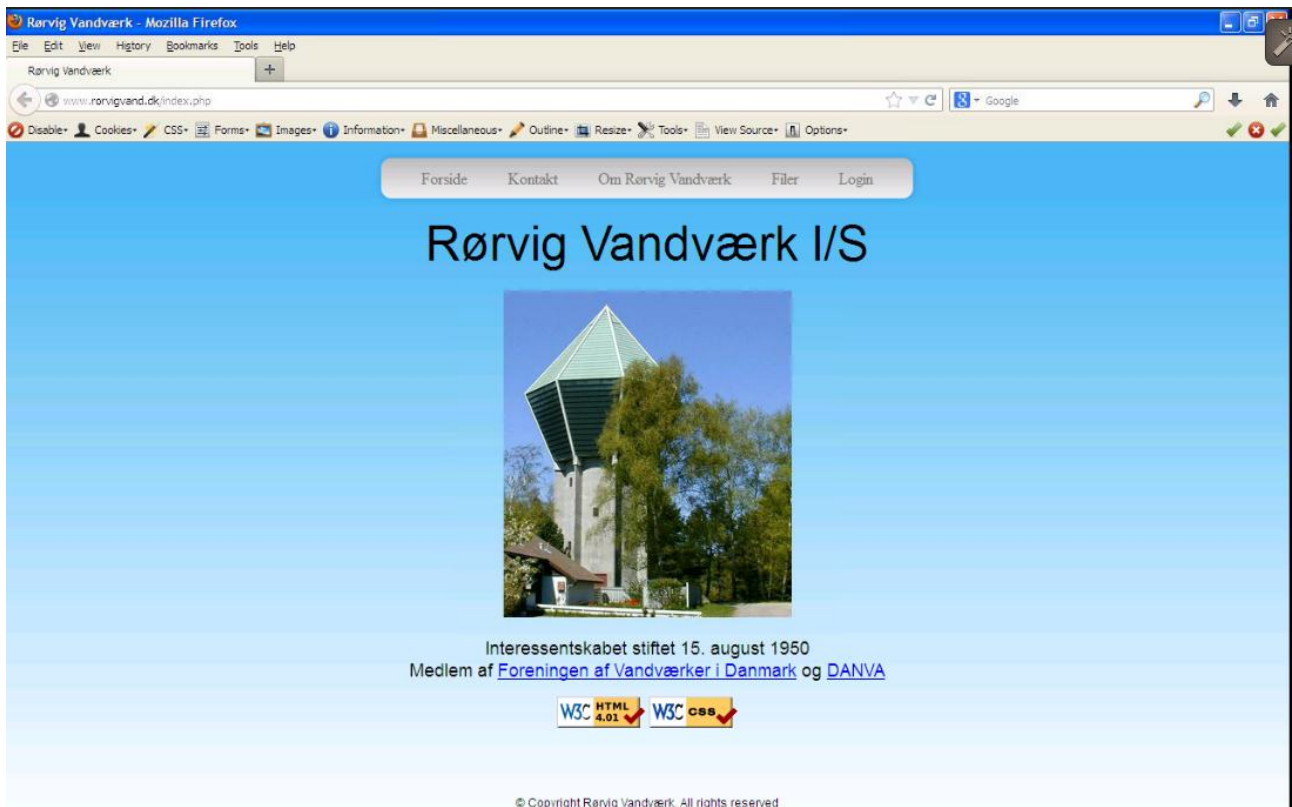 Rørvig Vandværk - Mozilla Firefox
File Edit View History Bookmarks Tools Help
Rørvig Vandværk +
www.rorvigvand.dk/index.php Google
Disable Cookies CSS Forms Images Information Miscellaneous Outline Resize Tools View Source Options
Forside Kontakt Om Rørvig Vandværk Filer Login
Rørvig Vandværk I/S
Interessentskabet stiftet 15. august 1950
Medlem af Foreningen af Vandværker i Danmark og DANVA
W3C HTML 4.01 W3C css
© Copyright Rørvig Vandværk. All rights reserved